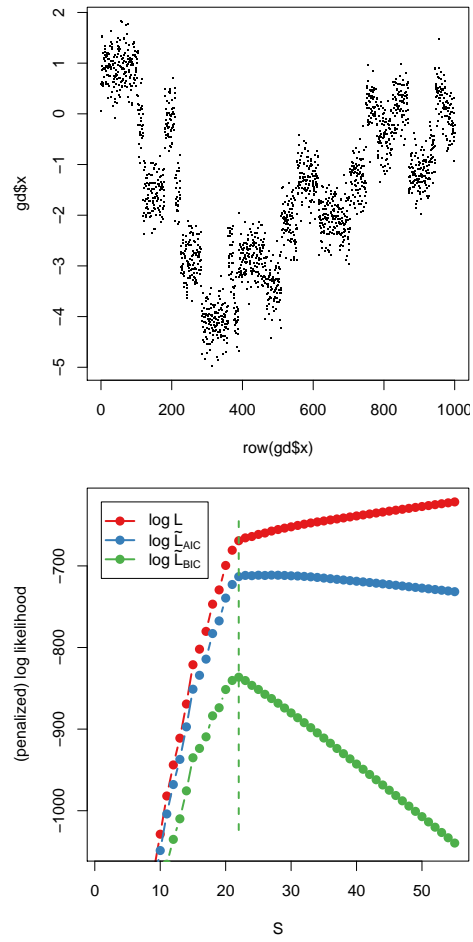 2
1
0
-1
-2
-3
-4
-5
gd$x
0 200 400 600 800 1000
row(gd$x)
log L
log L̃AIC
log L̃BIC
-700
-800
-900
-1000
(penalized) log likelihood
0 10 20 30 40 50
S